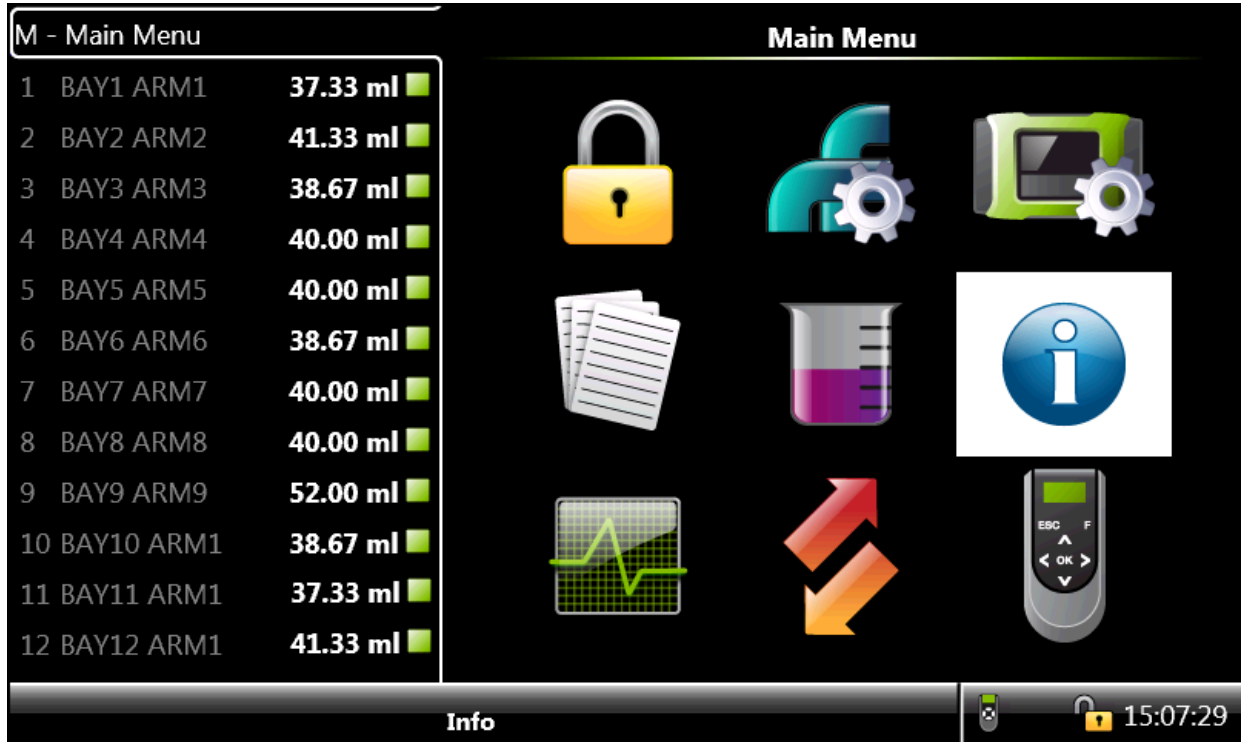 M - Main Menu
1 BAY1 ARM1 37.33 ml
2 BAY2 ARM2 41.33 ml
3 BAY3 ARM3 38.67 ml
4 BAY4 ARM4 40.00 ml
5 BAY5 ARM5 40.00 ml
6 BAY6 ARM6 38.67 ml
7 BAY7 ARM7 40.00 ml
8 BAY8 ARM8 40.00 ml
9 BAY9 ARM9 52.00 ml
10 BAY10 ARM1 38.67 ml
11 BAY11 ARM1 37.33 ml
12 BAY12 ARM1 41.33 ml
Main Menu
i
ESC F
OK
Info
15:07:29